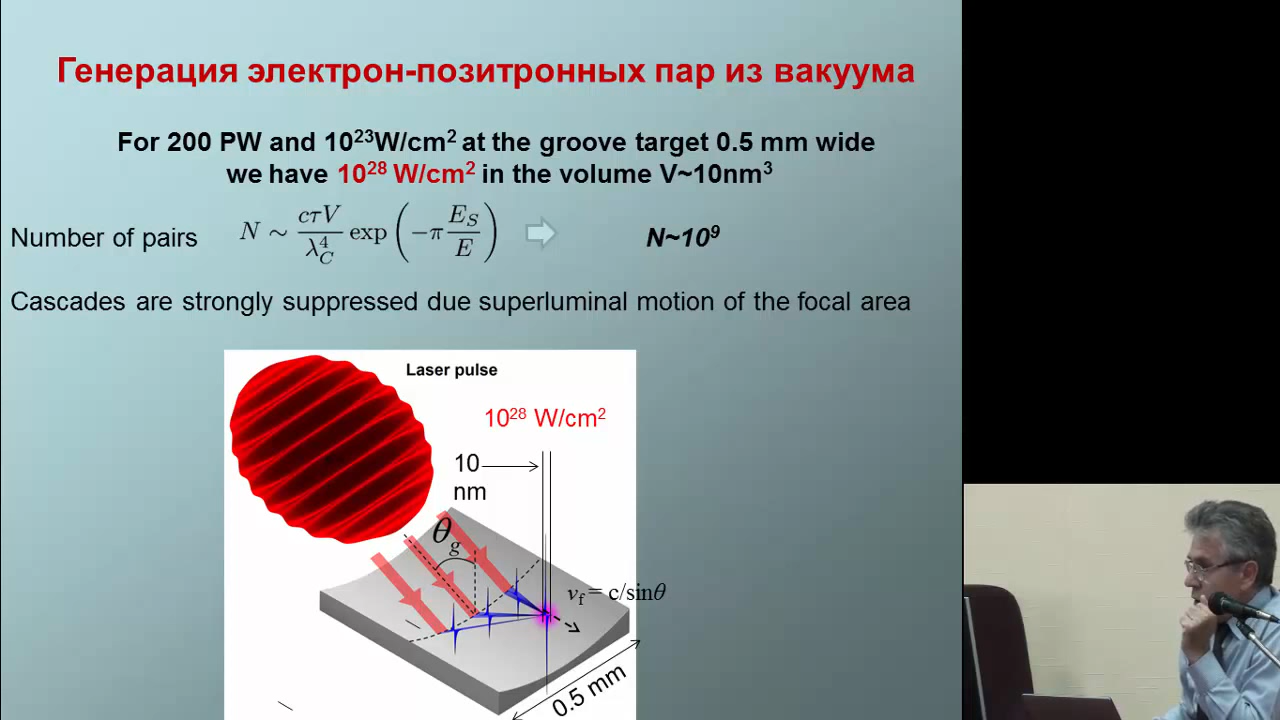 Генерация электрон-позитронных пар из вакуума
For 200 PW and 10²³W/cm² at the groove target 0.5 mm wide
we have 10²⁸ W/cm² in the volume V~10nm³
Number of pairs N ∼ cτV/λ_C⁴ exp(−π E_S/E) N~10⁹
Cascades are strongly suppressed due superluminal motion of the focal area
Laser pulse
10²⁸ W/cm²
10
nm
θ_g
v_f = c/sinθ
0.5 mm